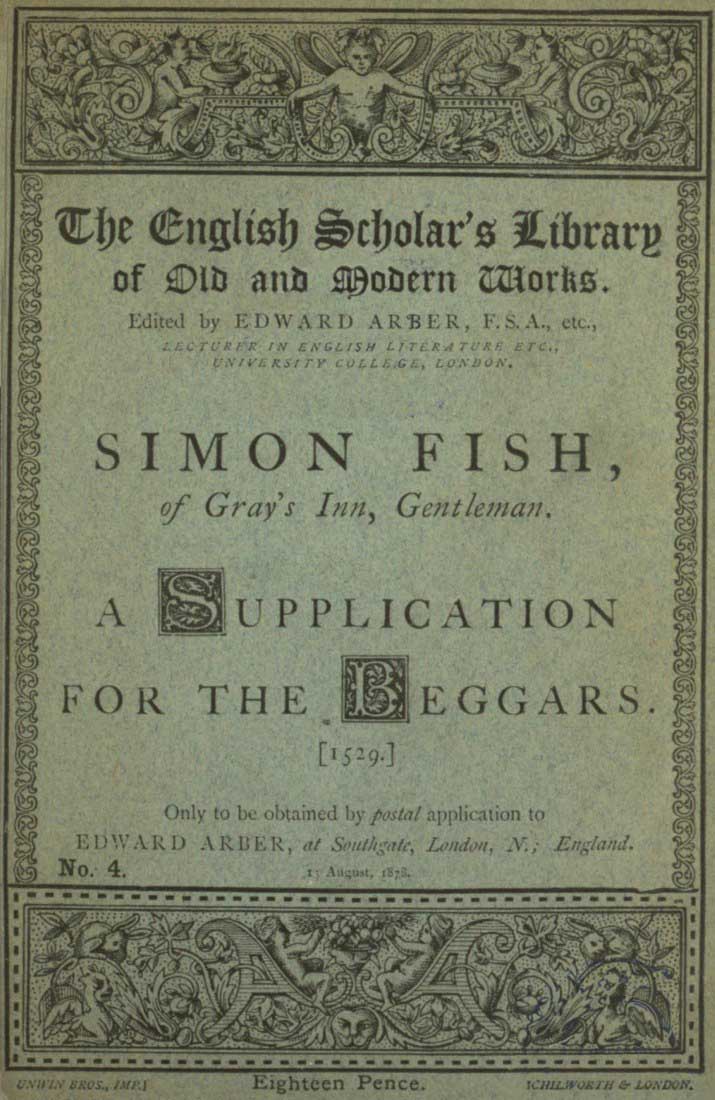 The English Scholar's Library
of Old and Modern Works.
Edited by EDWARD ARBER, F.S.A., etc.,
LECTURER IN ENGLISH LITERATURE ETC.,
UNIVERSITY COLLEGE, LONDON.
SIMON FISH,
of Gray's Inn, Gentleman.
A SUPPLICATION
FOR THE BEGGARS.
[1529.]
Only to be obtained by postal application to
EDWARD ARBER, at Southgate, London, N.; England.
No. 4.
August, 1878.
UNWIN BROS., IMP.]
Eighteen Pence.
[CHILWORTH & LONDON.